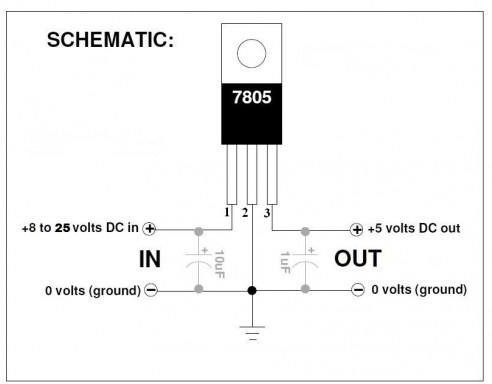 SCHEMATIC:
7805
1 2 3
+8 to 25 volts DC in +
+ 5 volts DC out
IN
+
10uF
+
1uF
OUT
0 volts (ground) −
− 0 volts (ground)